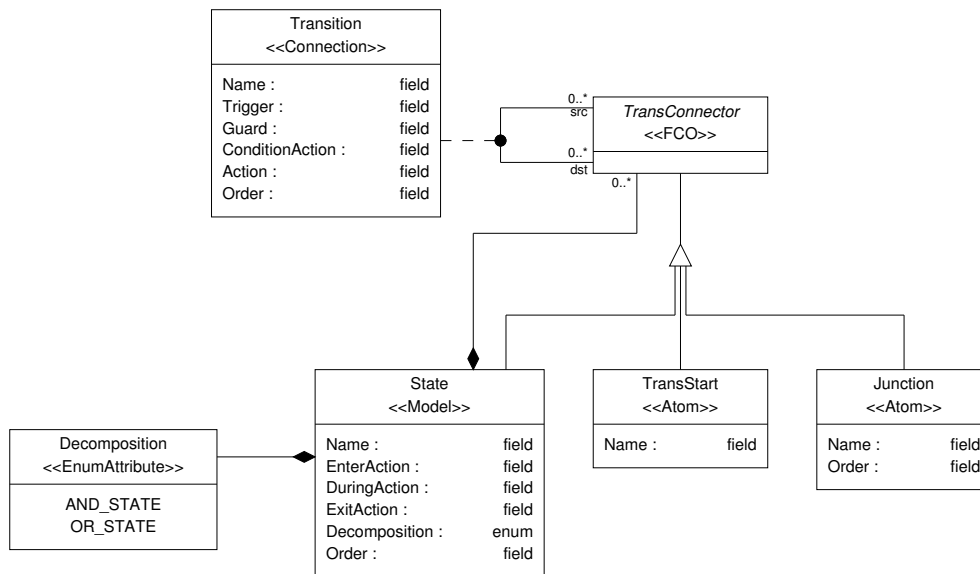 Transition
<<Connection>>
Name : field
Trigger : field
Guard : field
ConditionAction : field
Action : field
Order : field
0..*
src
0..*
dst
0..*
TransConnector
<<FCO>>
State
<<Model>>
Name : field
EnterAction : field
DuringAction : field
ExitAction : field
Decomposition : enum
Order : field
TransStart
<<Atom>>
Name : field
Junction
<<Atom>>
Name : field
Order : field
Decomposition
<<EnumAttribute>>
AND_STATE
OR_STATE